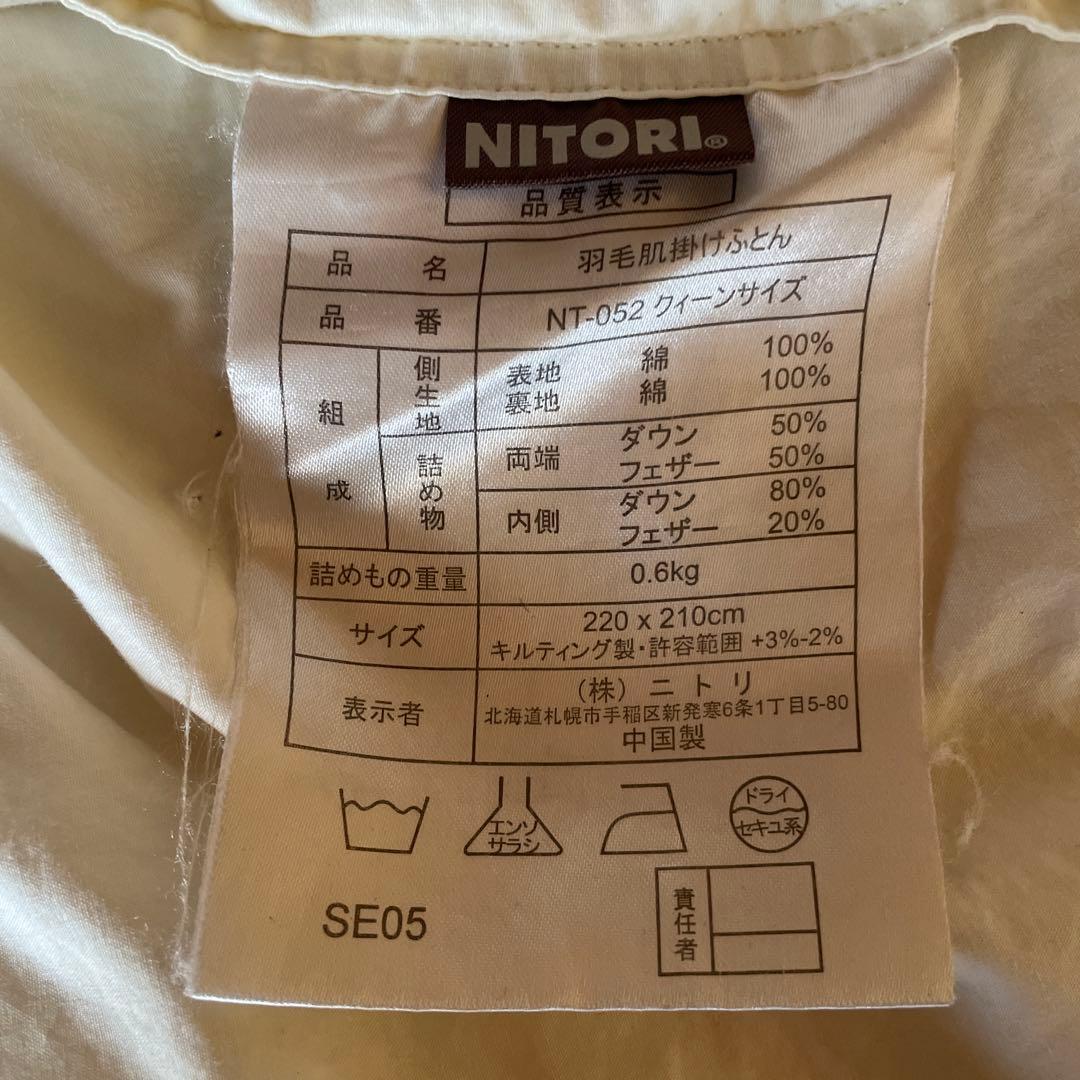 NITORI®
品質表示
品名 羽毛肌掛けふとん
品番 NT-052 クィーンサイズ
組成 側生地 表地 綿 100%
裏地 綿 100%
詰め物 両端 ダウン 50%
フェザー 50%
内側 ダウン 80%
フェザー 20%
詰めもの重量 0.6kg
サイズ 220 x 210cm
キルティング製・許容範囲 +3%-2%
表示者 (株) ニトリ
北海道札幌市手稲区新発寒6条1丁目5-80
中国製
エンソ
サラシ
ドライ
セキユ系
SE05
責任者